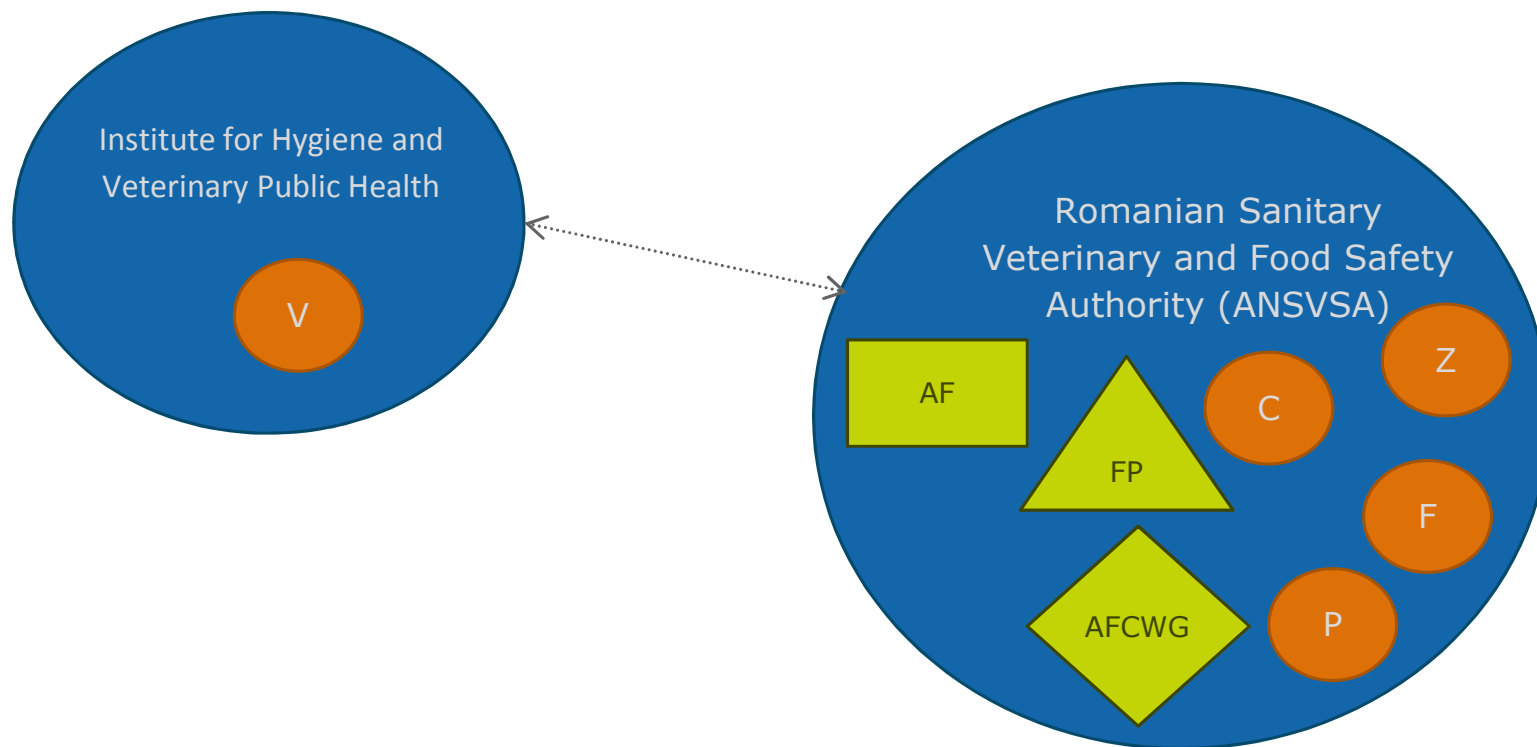 Institute for Hygiene and
Veterinary Public Health
V
Romanian Sanitary
Veterinary and Food Safety
Authority (ANSVSA)
AF
FP
C
Z
F
AFCWG
P